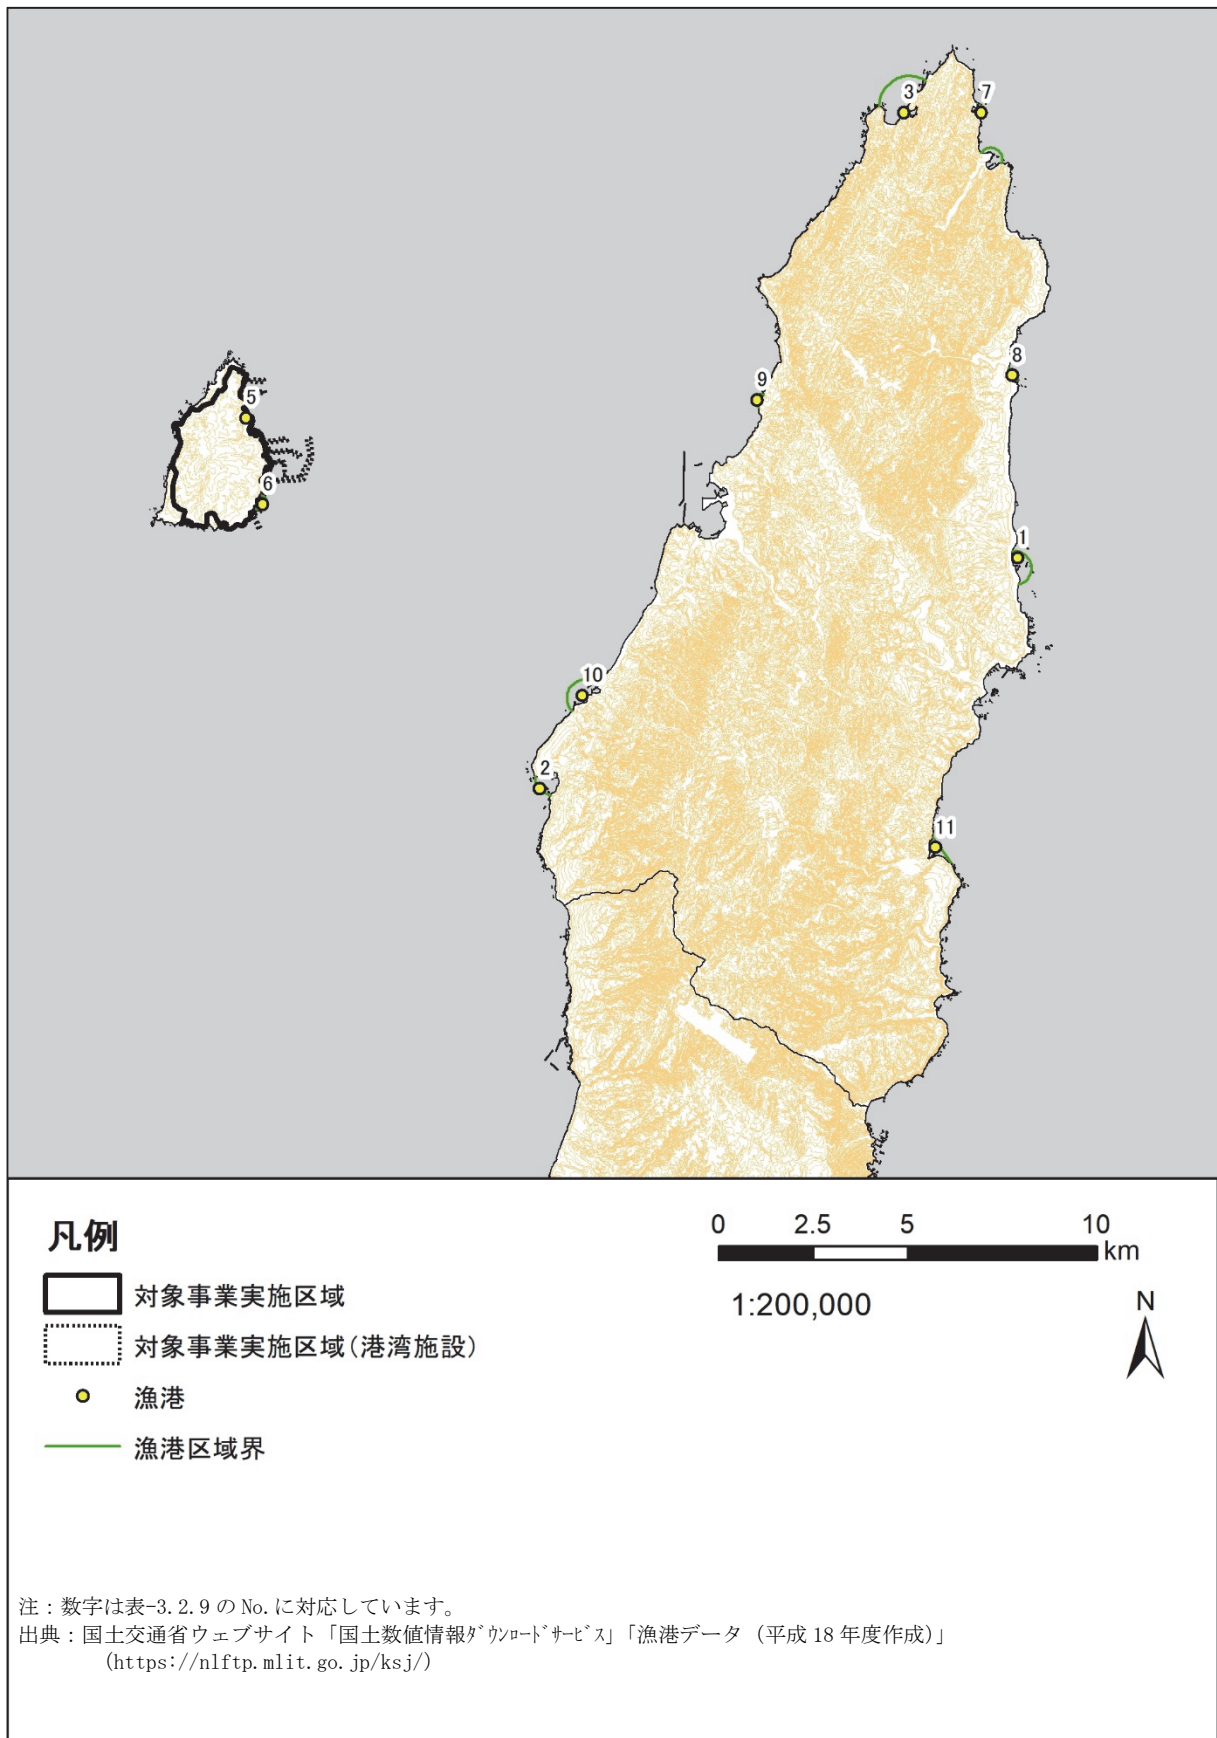 3
7
8
5
9
6
1
10
2
11
凡例
対象事業実施区域
対象事業実施区域(港湾施設)
漁港
漁港区域界
0 2.5 5 10
km
1:200,000
N
注：数字は表-3.2.9 の No.に対応しています。
出典：国土交通省ウェブサイト「国土数値情報ﾀﾞｳﾝﾛｰﾄﾞｻｰﾋﾞｽ」「漁港データ（平成 18 年度作成）」
(https://nlftp.mlit.go.jp/ksj/)